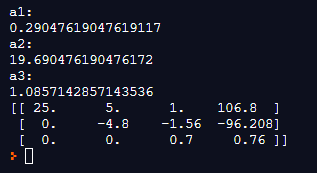 a1:
0.29047619047619117
a2:
19.690476190476172
a3:
1.0857142857143536
[[ 25.      5.      1.    106.8  ]
 [  0.     -4.8    -1.56  -96.208]
 [  0.      0.      0.7     0.76 ]]